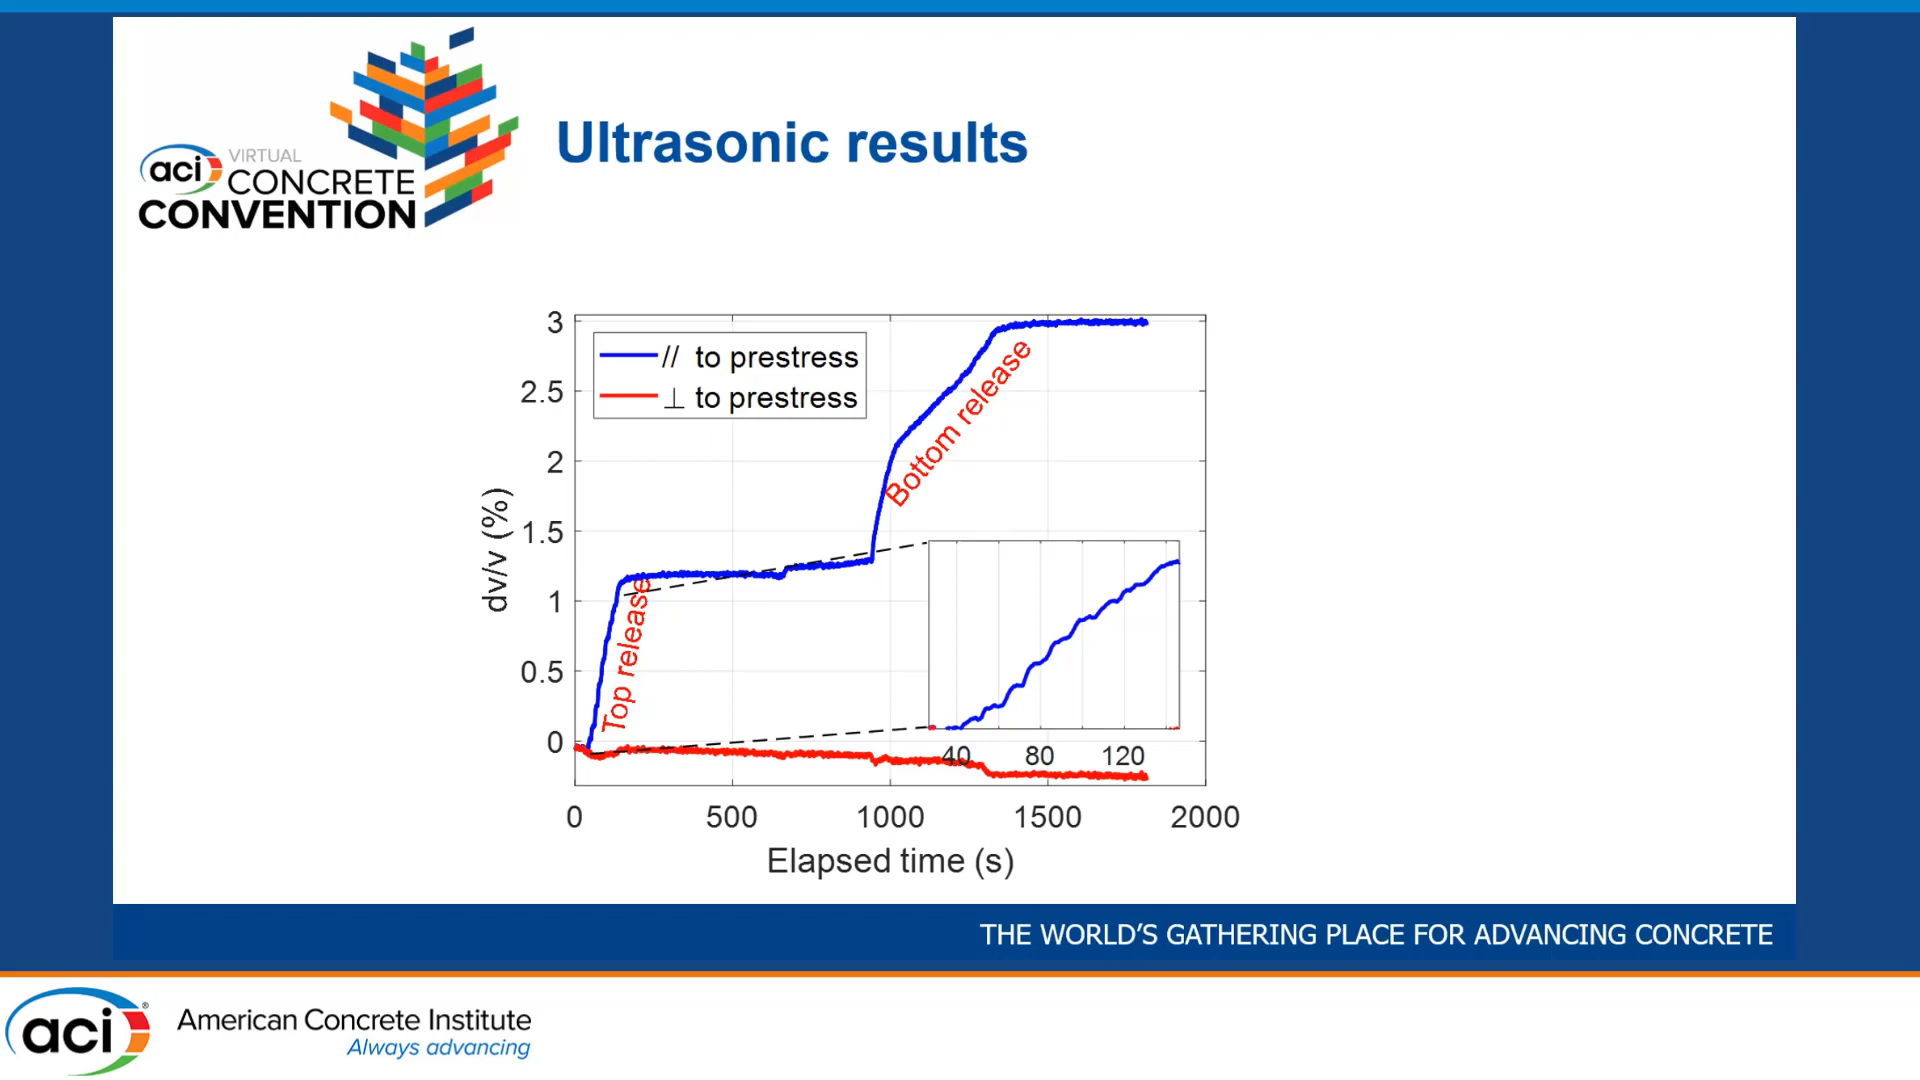 aci VIRTUAL
CONCRETE
CONVENTION
Ultrasonic results
// to prestress
⊥ to prestress
3
2.5
2
1.5
1
0.5
0
dv/v (%)
Top release
Bottom release
40 80 120
0 500 1000 1500 2000
Elapsed time (s)
THE WORLD'S GATHERING PLACE FOR ADVANCING CONCRETE
aci® American Concrete Institute
Always advancing